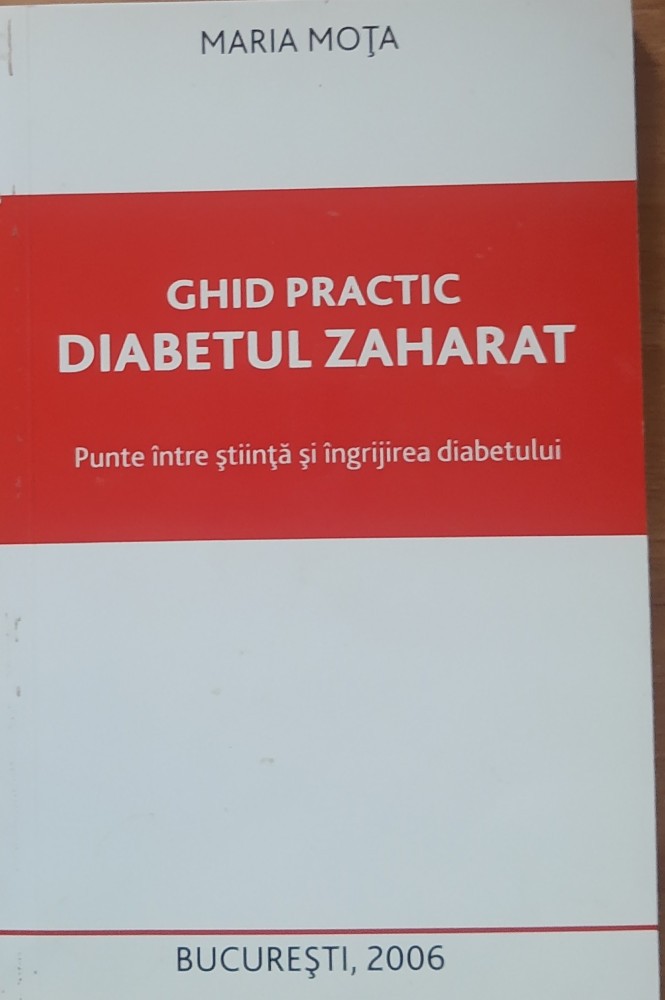 MARIA MOŢA
GHID PRACTIC
DIABETUL ZAHARAT
Punte între ştiinţă şi îngrijirea diabetului
BUCUREŞTI, 2006